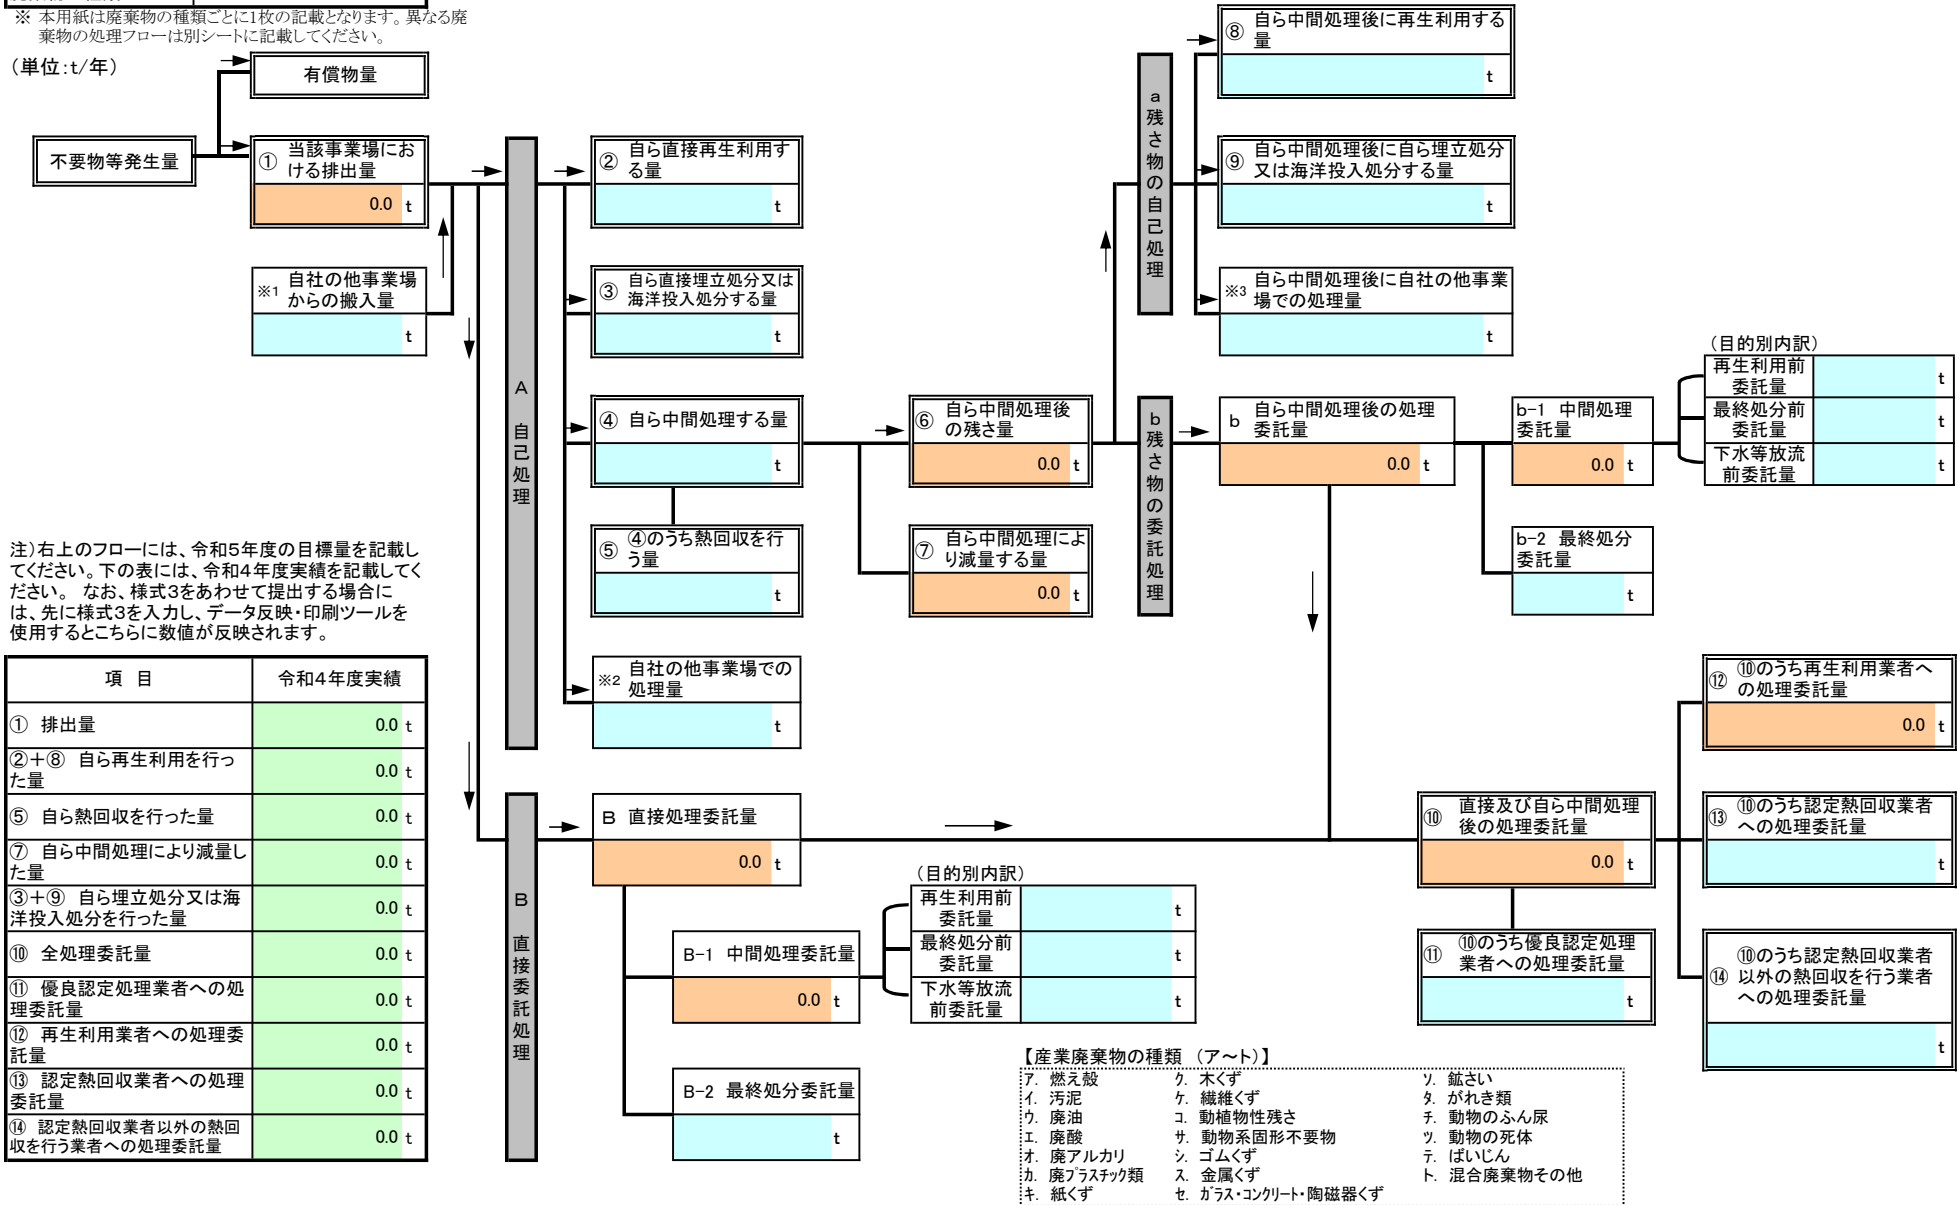 ※ 本用紙は廃棄物の種類ごとに1枚の記載となります。異なる廃
棄物の処理フローは別シートに記載してください。
(単位:t/年)
有償物量
不要物等発生量
① 当該事業場にお
ける排出量
0.0 t
※1 自社の他事業場
からの搬入量
t
A 自己処理
② 自ら直接再生利用す
る量
t
③ 自ら直接埋立処分又は
海洋投入処分する量
t
④ 自ら中間処理する量
t
⑤ ④のうち熱回収を行
う量
t
※2 自社の他事業場での
処理量
t
⑥ 自ら中間処理後
の残さ量
0.0 t
⑦ 自ら中間処理によ
り減量する量
0.0 t
a 残さ物の自己処理
⑧ 自ら中間処理後に再生利用する
量
t
⑨ 自ら中間処理後に自ら埋立処分
又は海洋投入処分する量
t
※3 自ら中間処理後に自社の他事業
場での処理量
t
b 残さ物の委託処理
b 自ら中間処理後の処理
委託量
0.0 t
b-1 中間処理
委託量
0.0 t
b-2 最終処分
委託量
t
(目的別内訳)
再生利用前
委託量
t
最終処分前
委託量
t
下水等放流
前委託量
t
注)右上のフローには、令和5年度の目標量を記載し
てください。下の表には、令和4年度実績を記載してく
ださい。 なお、様式3をあわせて提出する場合に
は、先に様式3を入力し、データ反映・印刷ツールを
使用するとこちらに数値が反映されます。
項 目 令和4年度実績
① 排出量 0.0 t
②+⑧ 自ら再生利用を行っ
た量 0.0 t
⑤ 自ら熱回収を行った量 0.0 t
⑦ 自ら中間処理により減量し
た量 0.0 t
③+⑨ 自ら埋立処分又は海
洋投入処分を行った量 0.0 t
⑩ 全処理委託量 0.0 t
⑪ 優良認定処理業者への処
理委託量 0.0 t
⑫ 再生利用業者への処理委
託量 0.0 t
⑬ 認定熱回収業者への処理
委託量 0.0 t
⑭ 認定熱回収業者以外の熱回
収を行う業者への処理委託量 0.0 t
B 直接委託処理
B 直接処理委託量
0.0 t
B-1 中間処理委託量
0.0 t
B-2 最終処分委託量
t
(目的別内訳)
再生利用前
委託量
t
最終処分前
委託量
t
下水等放流
前委託量
t
⑩ 直接及び自ら中間処理
後の処理委託量
0.0 t
⑪ ⑩のうち優良認定処理
業者への処理委託量
t
⑫ ⑩のうち再生利用業者へ
の処理委託量
0.0 t
⑬ ⑩のうち認定熱回収業者
への処理委託量
t
⑭ ⑩のうち認定熱回収業者
以外の熱回収を行う業者
への処理委託量
t
【産業廃棄物の種類 (ア~ト)】
ア. 燃え殻 ク. 木くず ソ. 鉱さい
イ. 汚泥 ケ. 繊維くず タ. がれき類
ウ. 廃油 コ. 動植物性残さ チ. 動物のふん尿
エ. 廃酸 サ. 動物系固形不要物 ツ. 動物の死体
オ. 廃アルカリ シ. ゴムくず テ. ばいじん
カ. 廃プラスチック類 ス. 金属くず ト. 混合廃棄物その他
キ. 紙くず セ. ガラス・コンクリート・陶磁器くず